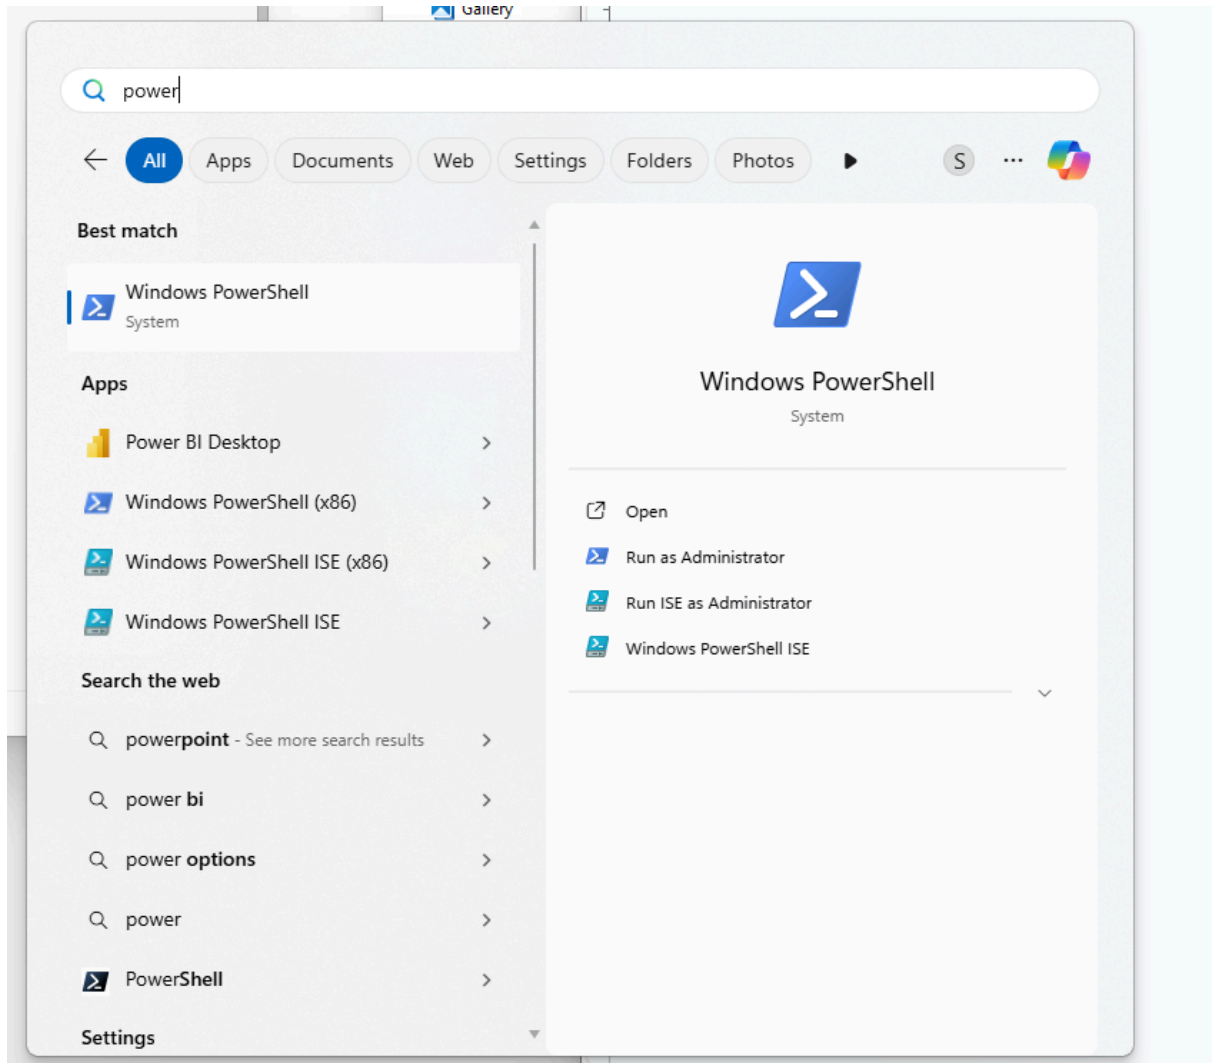 Gallery
power
All Apps Documents Web Settings Folders Photos S ...
Best match
Windows PowerShell
System
Apps
Power BI Desktop
Windows PowerShell (x86)
Windows PowerShell ISE (x86)
Windows PowerShell ISE
Search the web
powerpoint - See more search results
power bi
power options
power
PowerShell
Settings
Windows PowerShell
System
Open
Run as Administrator
Run ISE as Administrator
Windows PowerShell ISE